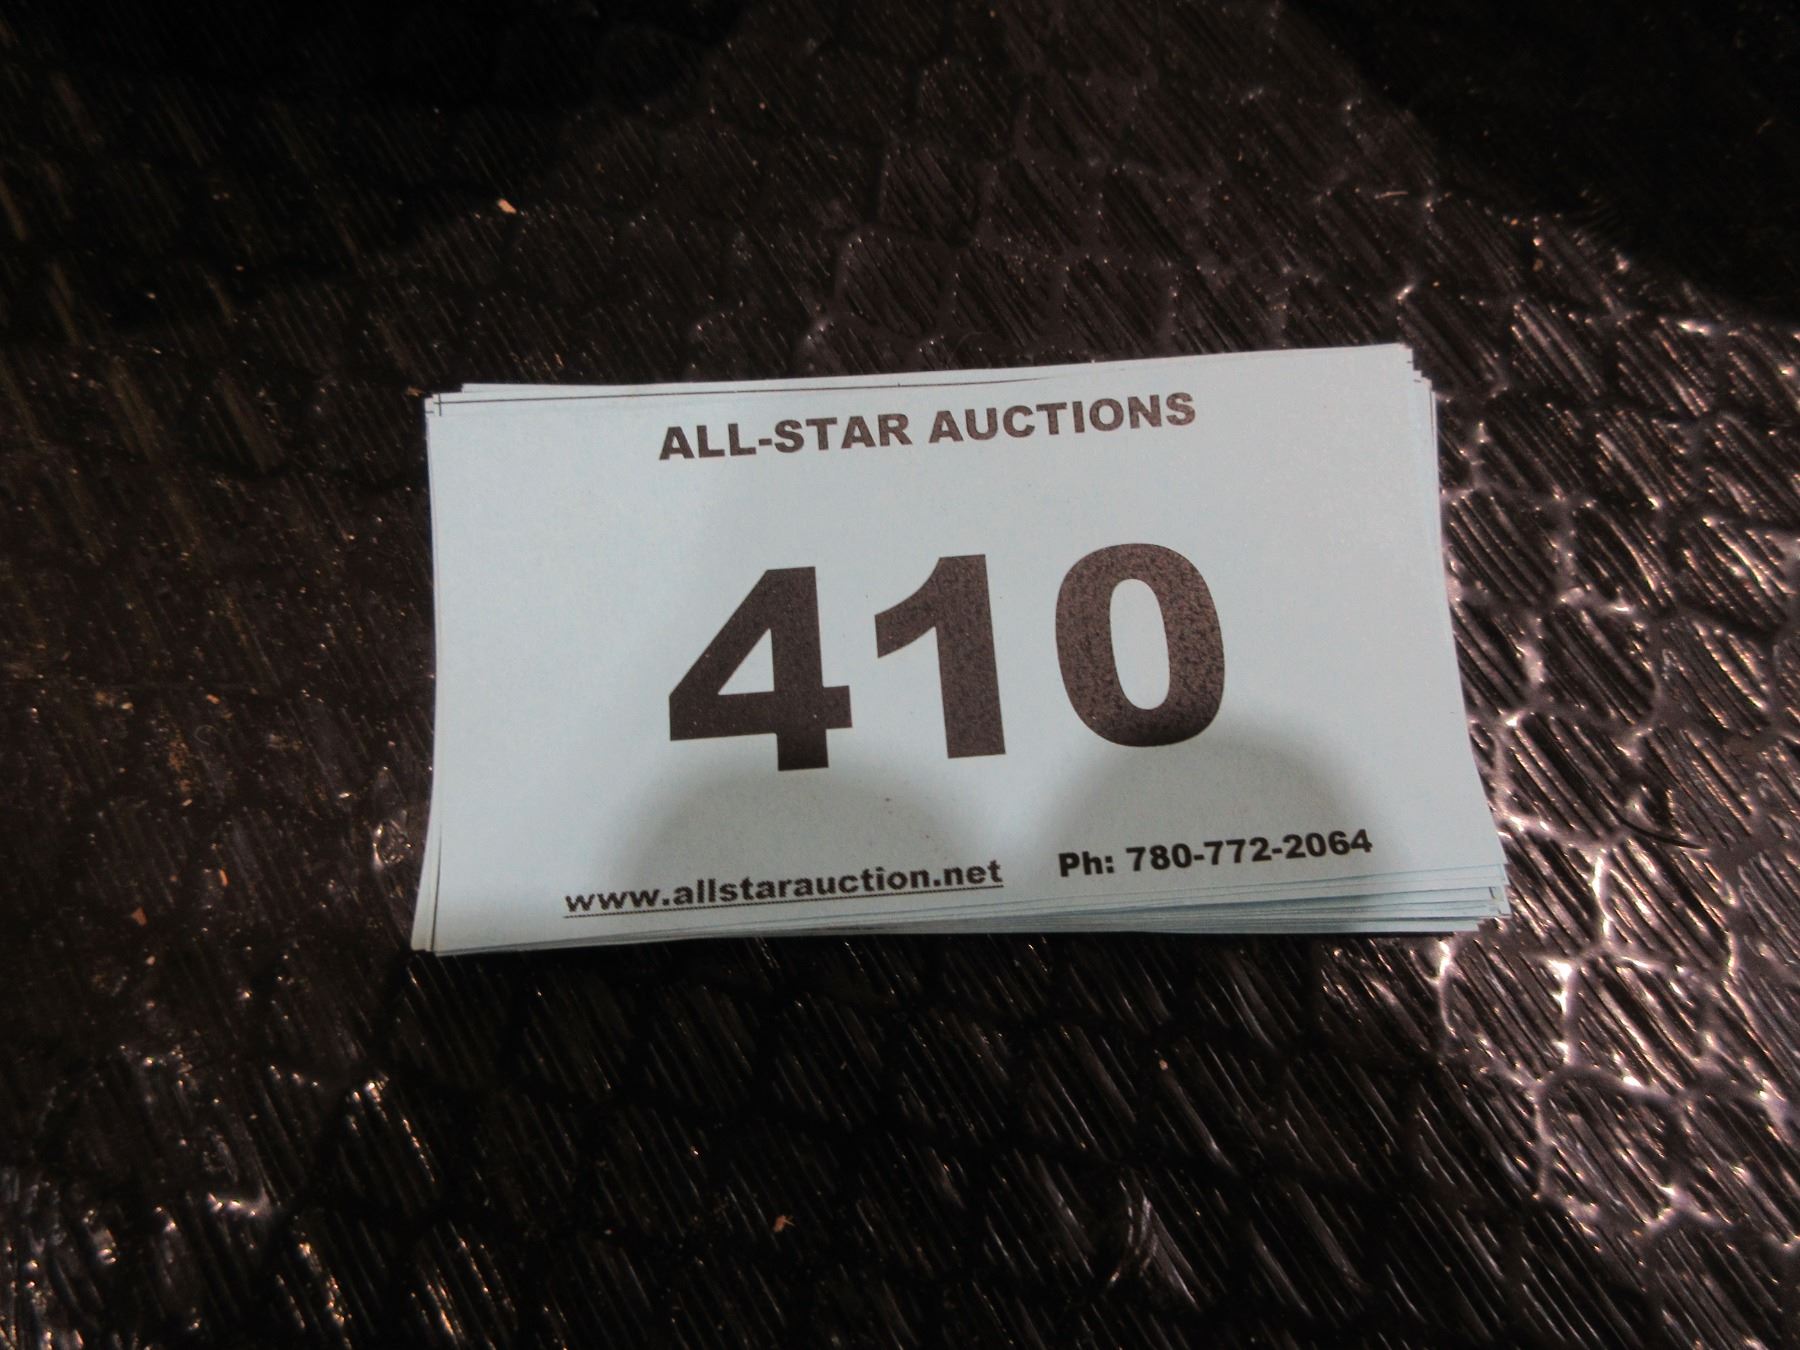 ALL-STAR AUCTIONS
410
www.allstarauction.net Ph: 780-772-2064